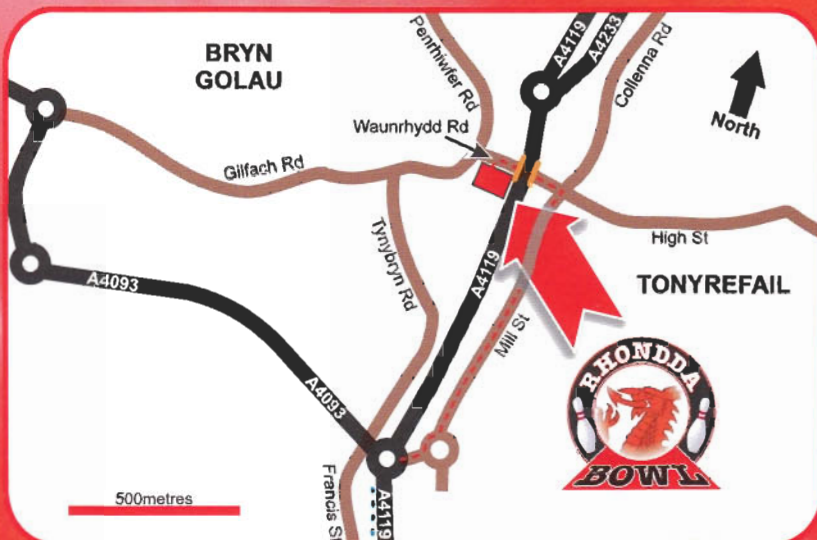 BRYN
GOLAU
Penrhiwfer Rd
A4119
A4233
Collenna Rd
North
Waunrhydd Rd
Gilfach Rd
High St
Tynybryn Rd
A4119
TONYREFAIL
A4093
Mill St
RHONDDA
BOWL
A4093
Francis St
A4119
500metres